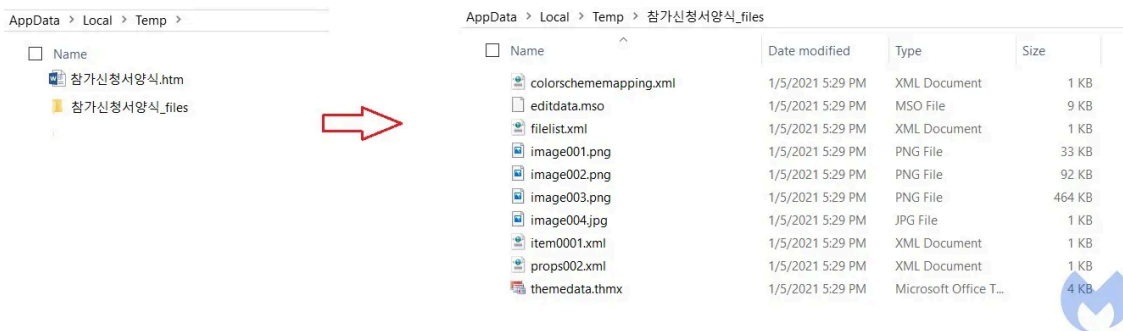 AppData > Local > Temp >
Name
참가신청서양식.htm
참가신청서양식_files
AppData > Local > Temp > 참가신청서양식_files
Name Date modified Type Size
colorschememapping.xml 1/5/2021 5:29 PM XML Document 1 KB
editdata.mso 1/5/2021 5:29 PM MSO File 9 KB
filelist.xml 1/5/2021 5:29 PM XML Document 1 KB
image001.png 1/5/2021 5:29 PM PNG File 33 KB
image002.png 1/5/2021 5:29 PM PNG File 92 KB
image003.png 1/5/2021 5:29 PM PNG File 464 KB
image004.jpg 1/5/2021 5:29 PM JPG File 1 KB
item0001.xml 1/5/2021 5:29 PM XML Document 1 KB
props002.xml 1/5/2021 5:29 PM XML Document 1 KB
themedata.thmx 1/5/2021 5:29 PM Microsoft Office T... 4 KB